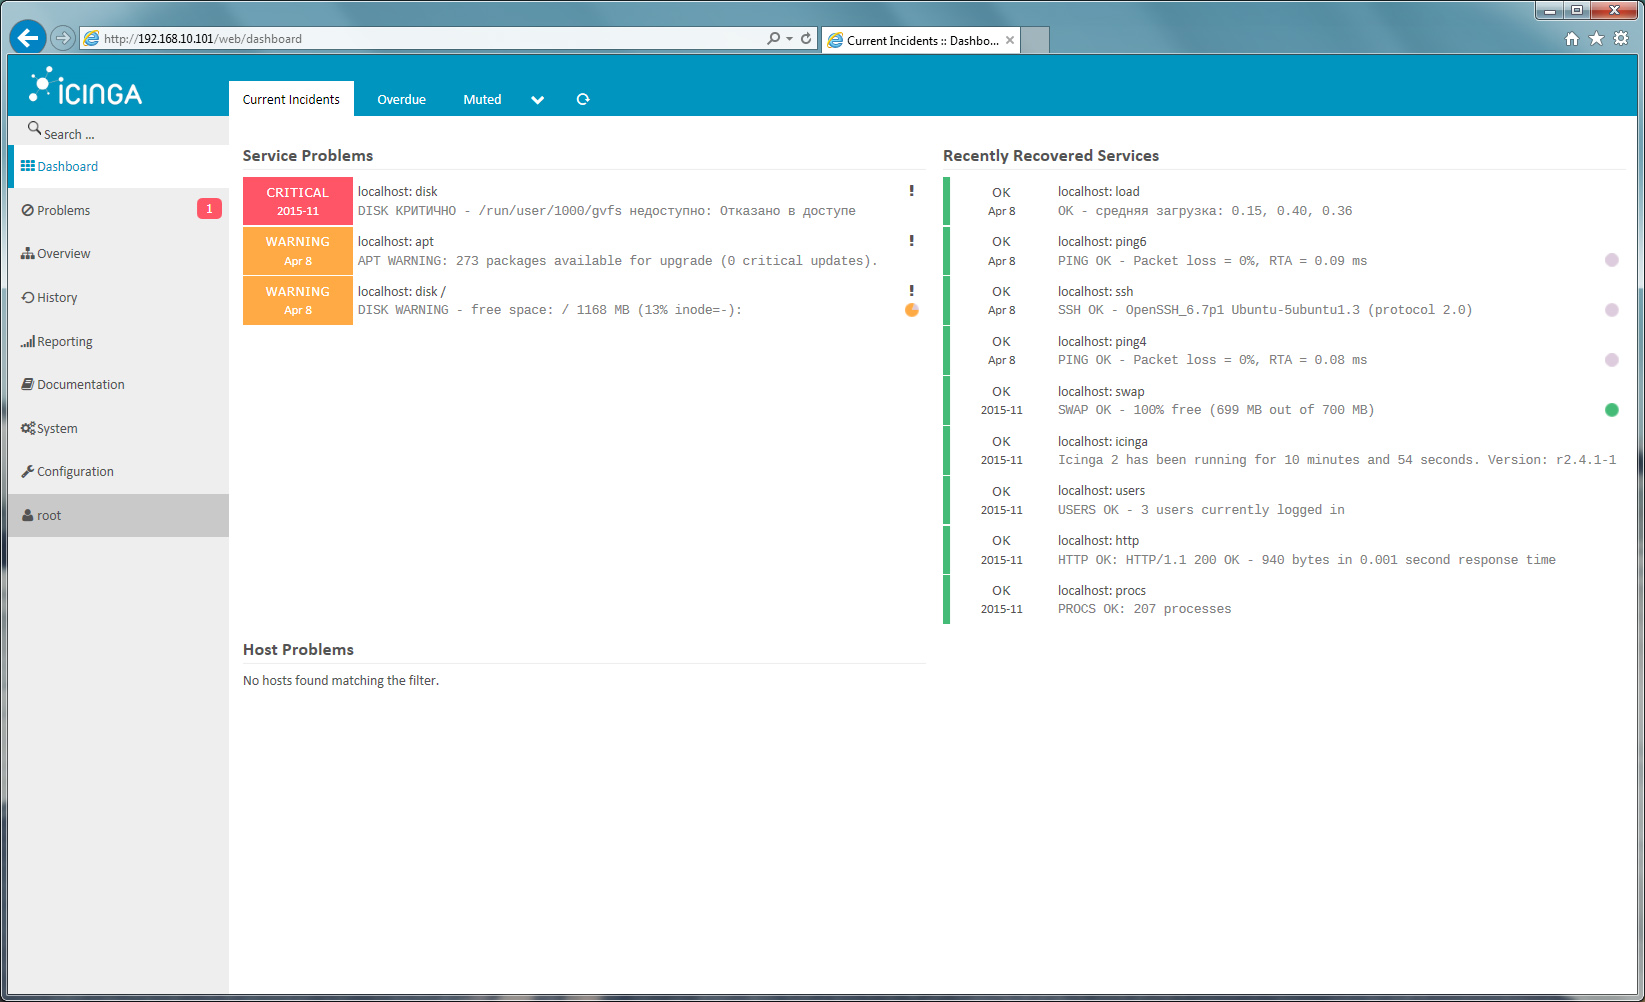 http://192.168.10.101/web/dashboard
Current Incidents :: Dashbo...
ICINGA
Current Incidents
Overdue
Muted
Search ...
Dashboard
Problems
1
Overview
History
Reporting
Documentation
System
Configuration
root
Service Problems
CRITICAL
2015-11
localhost: disk
!
DISK КРИТИЧНО - /run/user/1000/gvfs недоступно: Отказано в доступе
WARNING
Apr 8
localhost: apt
!
APT WARNING: 273 packages available for upgrade (0 critical updates).
WARNING
Apr 8
localhost: disk /
!
DISK WARNING - free space: / 1168 MB (13% inode=-):
Recently Recovered Services
OK
Apr 8
localhost: load
OK - средняя загрузка: 0.15, 0.40, 0.36
OK
Apr 8
localhost: ping6
PING OK - Packet loss = 0%, RTA = 0.09 ms
OK
Apr 8
localhost: ssh
SSH OK - OpenSSH_6.7p1 Ubuntu-5ubuntu1.3 (protocol 2.0)
OK
Apr 8
localhost: ping4
PING OK - Packet loss = 0%, RTA = 0.08 ms
OK
2015-11
localhost: swap
SWAP OK - 100% free (699 MB out of 700 MB)
OK
2015-11
localhost: icinga
Icinga 2 has been running for 10 minutes and 54 seconds. Version: r2.4.1-1
OK
2015-11
localhost: users
USERS OK - 3 users currently logged in
OK
2015-11
localhost: http
HTTP OK: HTTP/1.1 200 OK - 940 bytes in 0.001 second response time
OK
2015-11
localhost: procs
PROCS OK: 207 processes
Host Problems
No hosts found matching the filter.